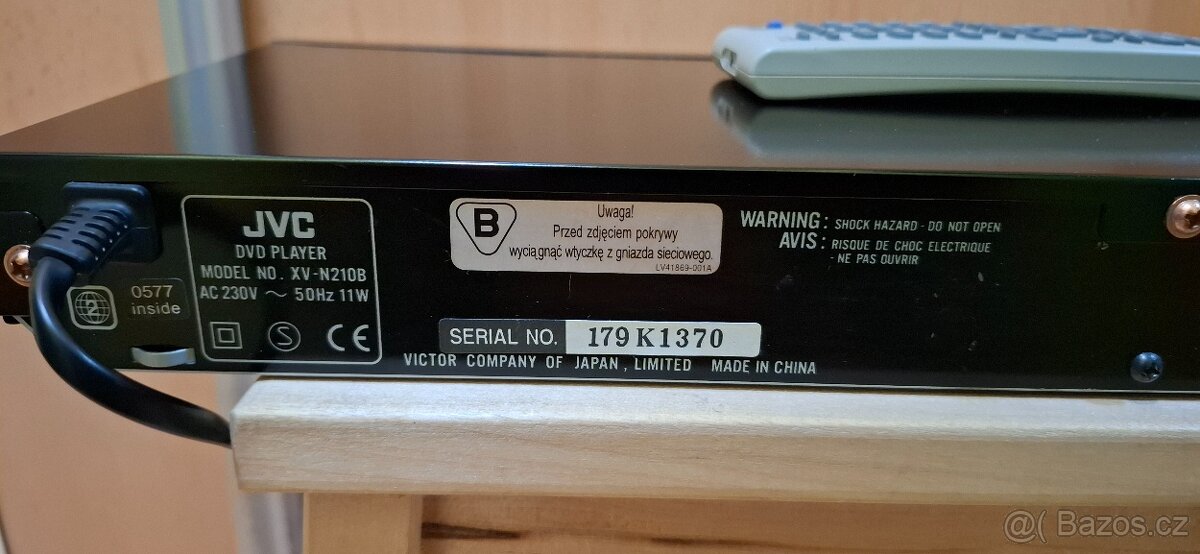 JVC
DVD PLAYER
MODEL NO. XV-N210B
AC 230V ~ 50Hz 11W
S
CE
2
0577
inside
B
Uwaga!
Przed zdjęciem pokrywy
wyciągnąć wtyczkę z gniazda sieciowego.
LV41869-001A
WARNING: SHOCK HAZARD - DO NOT OPEN
AVIS: RISQUE DE CHOC ELECTRIQUE
- NE PAS OUVRIR
SERIAL NO. 179K1370
VICTOR COMPANY OF JAPAN, LIMITED MADE IN CHINA
@( Bazos.cz